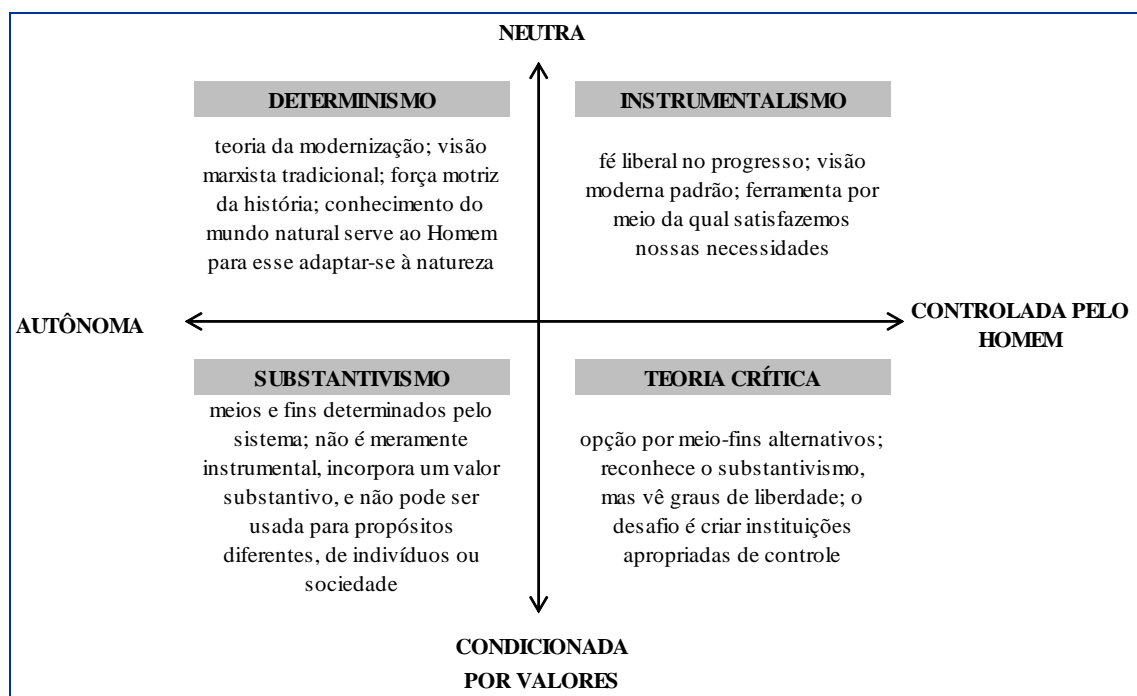 NEUTRA
DETERMINISMO
teoria da modernização; visão
marxista tradicional; força motriz
da história; conhecimento do
mundo natural serve ao Homem
para esse adaptar-se à natureza
INSTRUMENTALISMO
fé liberal no progresso; visão
moderna padrão; ferramenta por
meio da qual satisfazemos
nossas necessidades
AUTÔNOMA
CONTROLADA PELO
HOMEM
SUBSTANTIVISMO
meios e fins determinados pelo
sistema; não é meramente
instrumental, incorpora um valor
substantivo, e não pode ser
usada para propósitos
diferentes, de indivíduos ou
sociedade
TEORIA CRÍTICA
opção por meio-fins alternativos;
reconhece o substantivismo,
mas vê graus de liberdade; o
desafio é criar instituições
apropriadas de controle
CONDICIONADA
POR VALORES